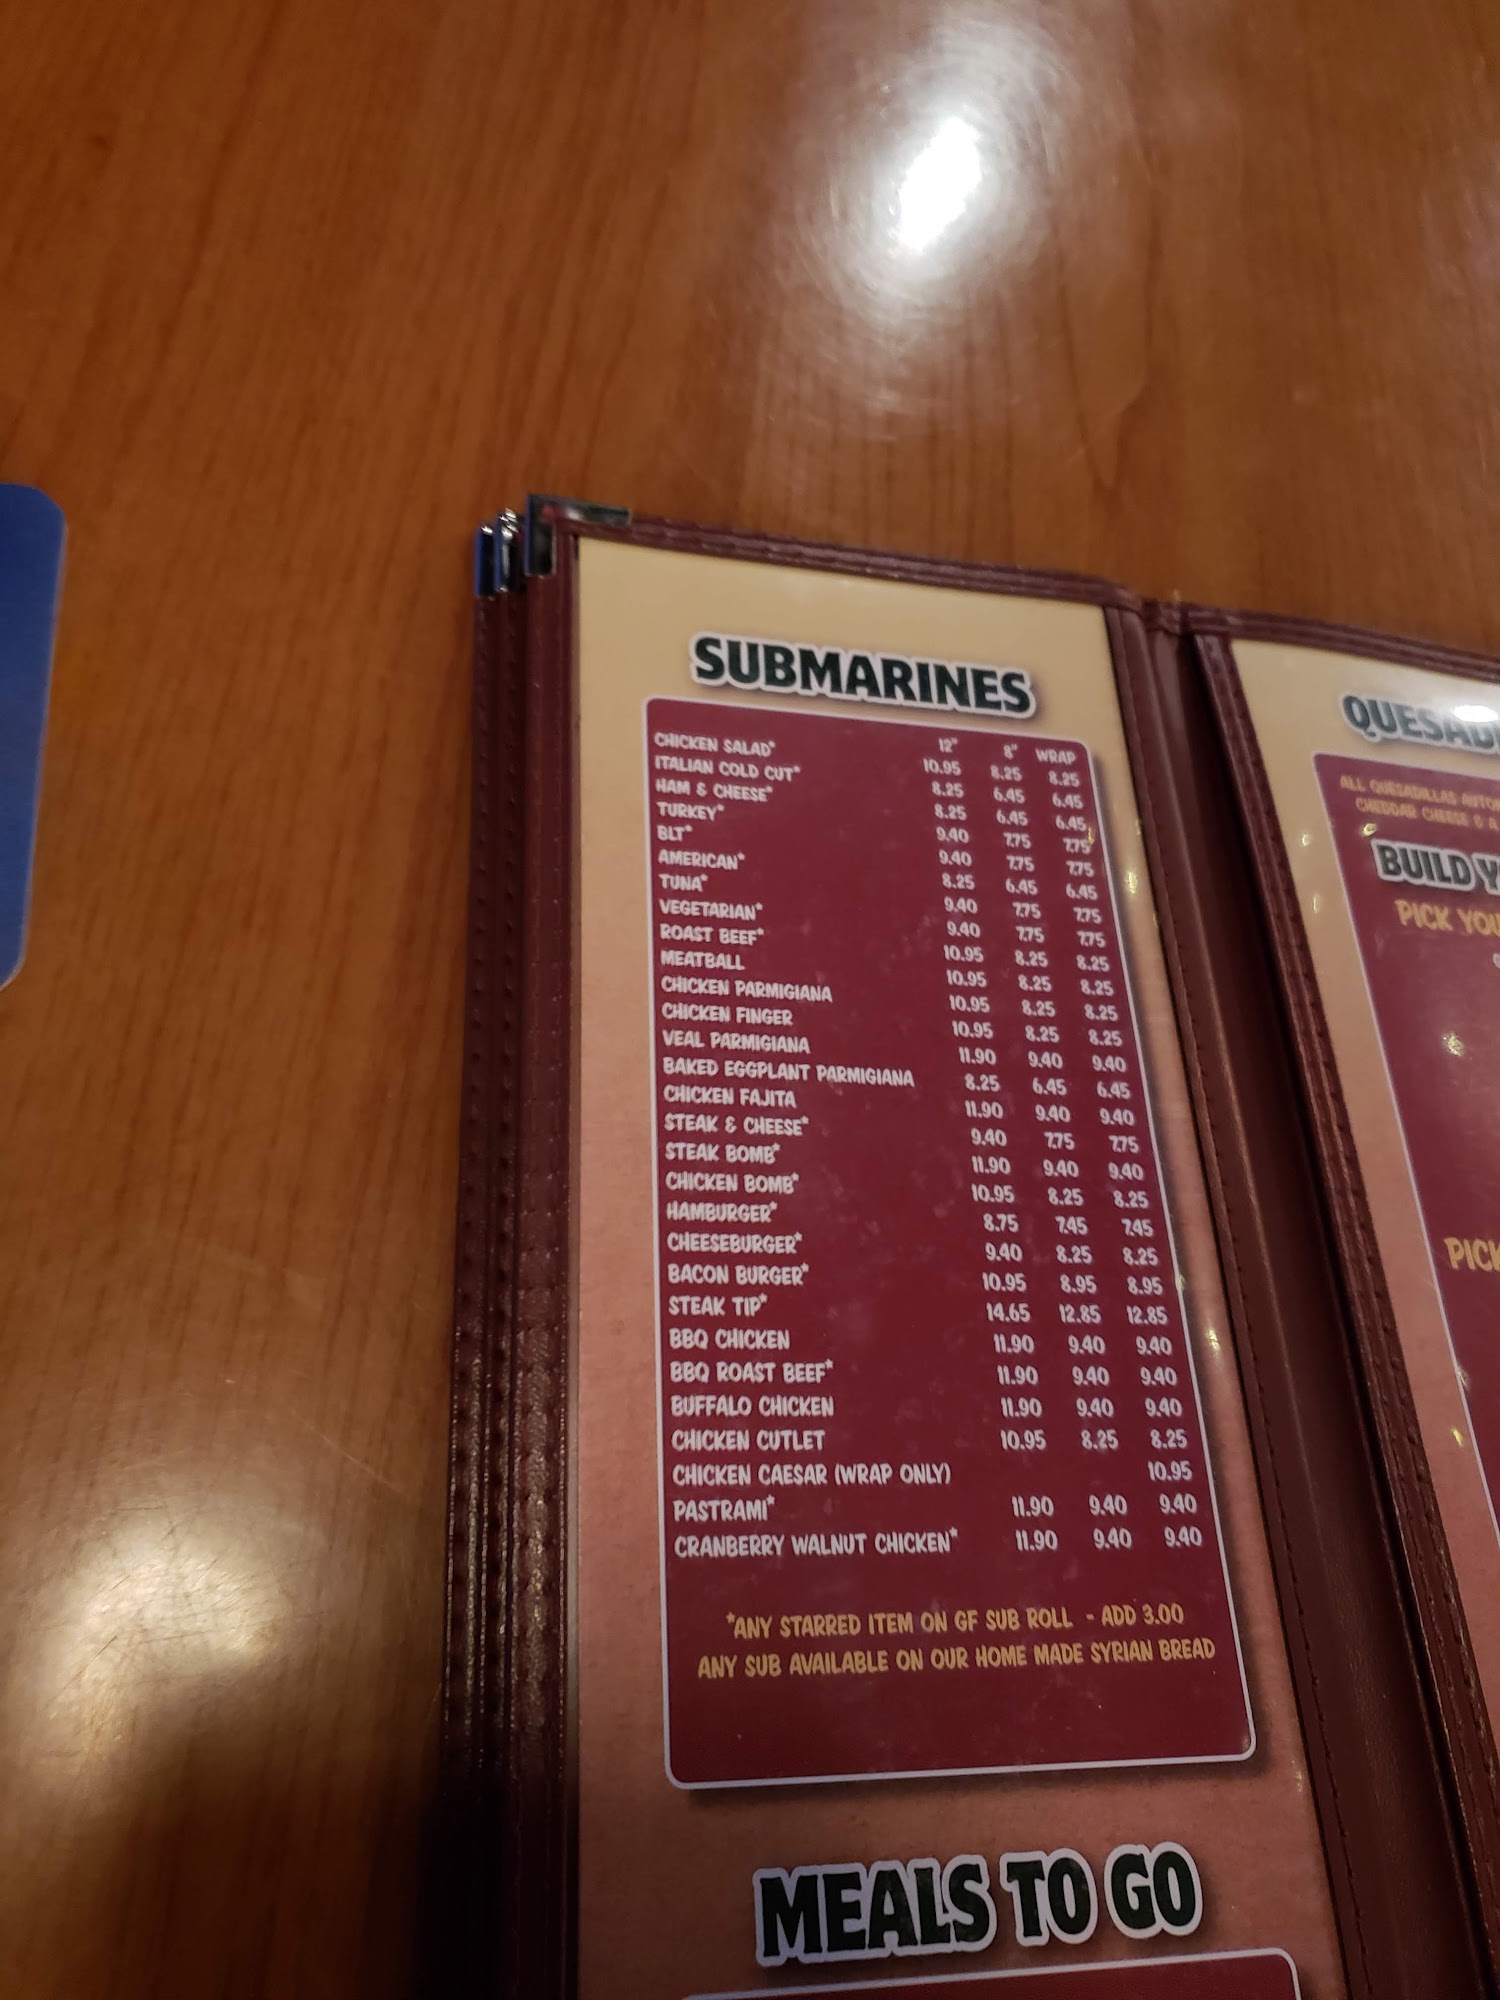 SUBMARINES
12" 8" WRAP
CHICKEN SALAD* 10.95 8.25 8.25
ITALIAN COLD CUT* 8.25 6.45 6.45
HAM & CHEESE* 8.25 6.45 6.45
TURKEY* 9.40 7.75 7.75
BLT* 9.40 7.75 7.75
AMERICAN* 8.25 6.45 6.45
TUNA* 9.40 7.75 7.75
VEGETARIAN* 9.40 7.75 7.75
ROAST BEEF* 10.95 8.25 8.25
MEATBALL 10.95 8.25 8.25
CHICKEN PARMIGIANA 10.95 8.25 8.25
CHICKEN FINGER 10.95 8.25 8.25
VEAL PARMIGIANA 11.90 9.40 9.40
BAKED EGGPLANT PARMIGIANA 8.25 6.45 6.45
CHICKEN FAJITA 11.90 9.40 9.40
STEAK & CHEESE* 9.40 7.75 7.75
STEAK BOMB* 11.90 9.40 9.40
CHICKEN BOMB* 10.95 8.25 8.25
HAMBURGER* 8.75 7.45 7.45
CHEESEBURGER* 9.40 8.25 8.25
BACON BURGER* 10.95 8.95 8.95
STEAK TIP* 14.65 12.85 12.85
BBQ CHICKEN 11.90 9.40 9.40
BBQ ROAST BEEF* 11.90 9.40 9.40
BUFFALO CHICKEN 11.90 9.40 9.40
CHICKEN CUTLET 10.95 8.25 8.25
CHICKEN CAESAR (WRAP ONLY) 10.95
PASTRAMI* 11.90 9.40 9.40
CRANBERRY WALNUT CHICKEN* 11.90 9.40 9.40
*ANY STARRED ITEM ON GF SUB ROLL - ADD 3.00
ANY SUB AVAILABLE ON OUR HOME MADE SYRIAN BREAD
MEALS TO GO
ALL QUESADILLAS
CHEDDAR CHEESE & A
BUILD Y
PICK YOU
PICK